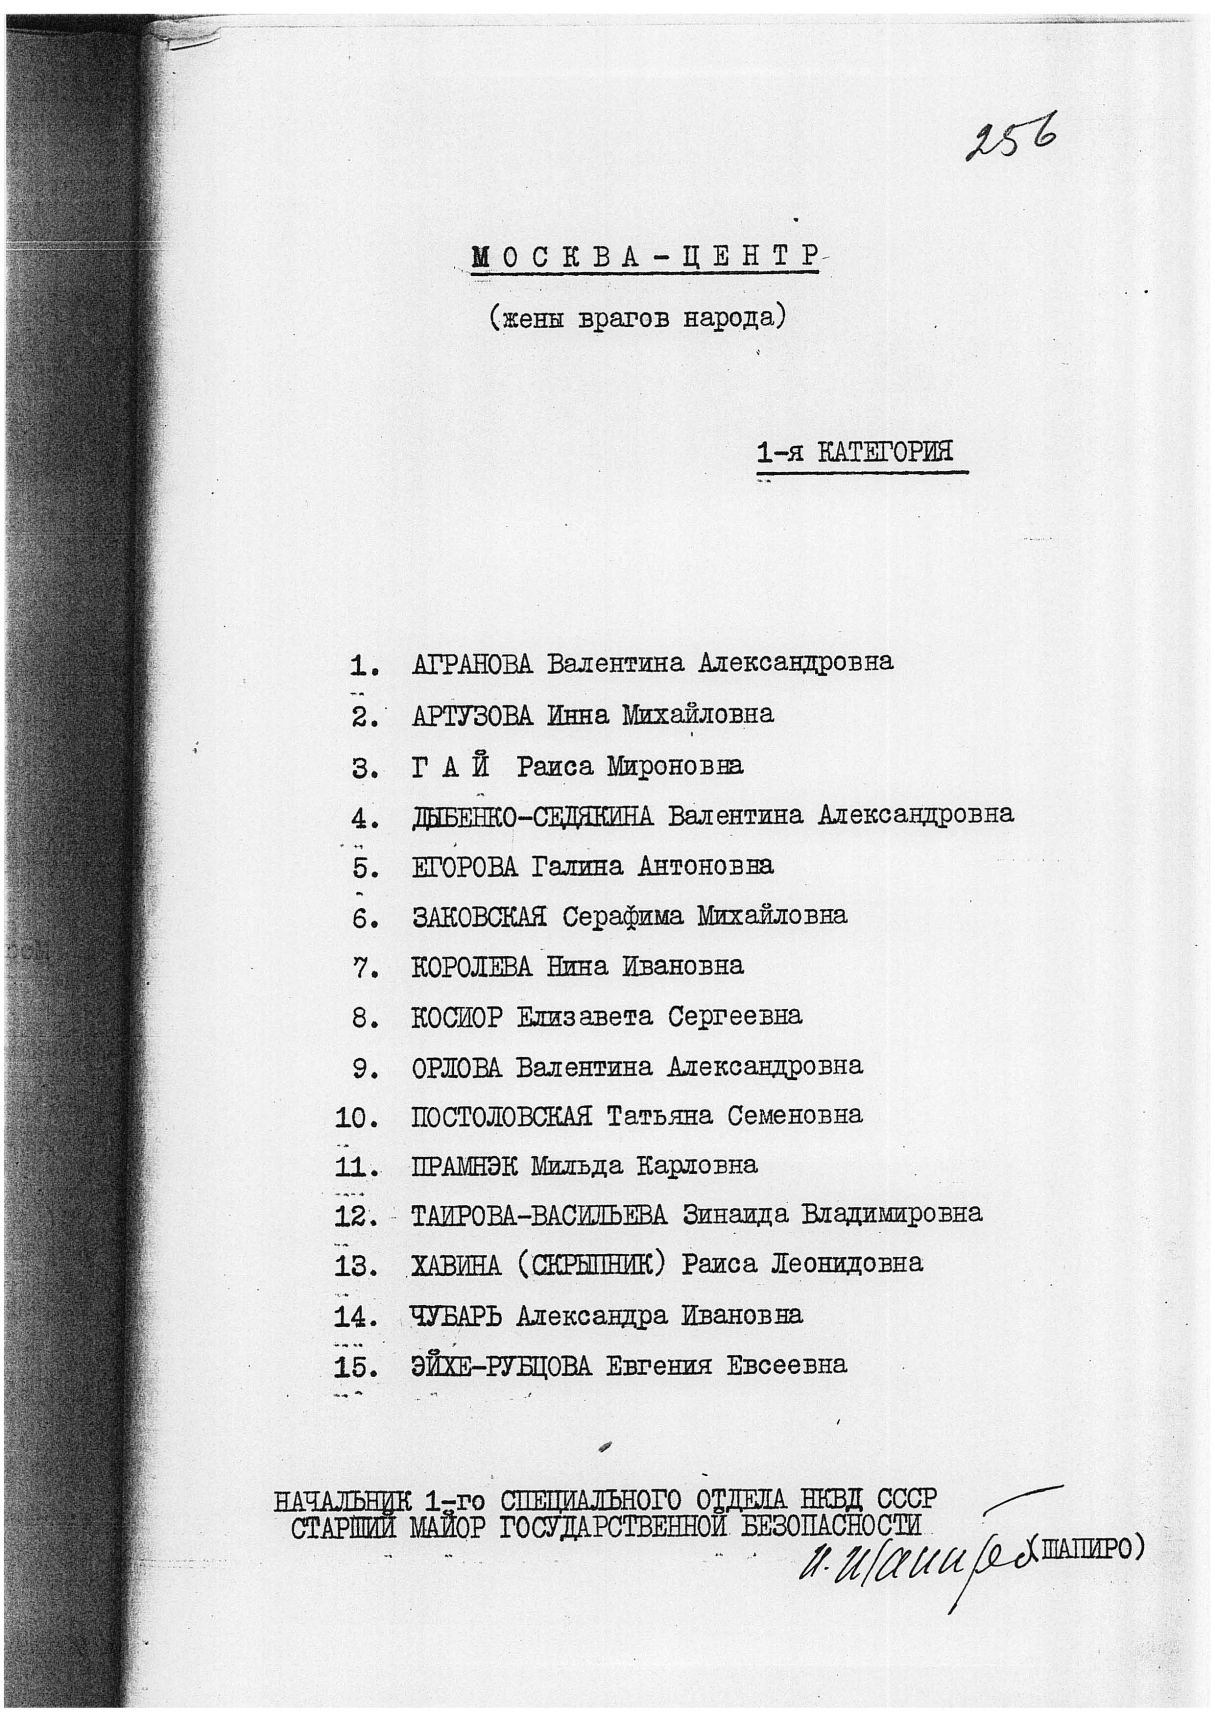 256
МОСКВА-ЦЕНТР
(жены врагов народа)
1-я КАТЕГОРИЯ
1. АГРАНОВА Валентина Александровна
2. АРТУЗОВА Инна Михайловна
3. Г А Й Раиса Мироновна
4. ДЫБЕНКО-СЕДЯКИНА Валентина Александровна
5. ЕГОРОВА Галина Антоновна
6. ЗАКОВСКАЯ Серафима Михайловна
7. КОРОЛЕВА Нина Ивановна
8. КОСИОР Елизавета Сергеевна
9. ОРЛОВА Валентина Александровна
10. ПОСТОЛОВСКАЯ Татьяна Семеновна
11. ПРАМНЭК Мильда Карловна
12. ТАИРОВА-ВАСИЛЬЕВА Зинаида Владимировна
13. ХАВИНА (СКРЫПНИК) Раиса Леонидовна
14. ЧУБАРЬ Александра Ивановна
15. ЭЙХЕ-РУБЦОВА Евгения Евсеевна
НАЧАЛЬНИК 1-го СПЕЦИАЛЬНОГО ОТДЕЛА НКВД СССР
СТАРШИЙ МАЙОР ГОСУДАРСТВЕННОЙ БЕЗОПАСНОСТИ
И. Шапиро (ШАПИРО)